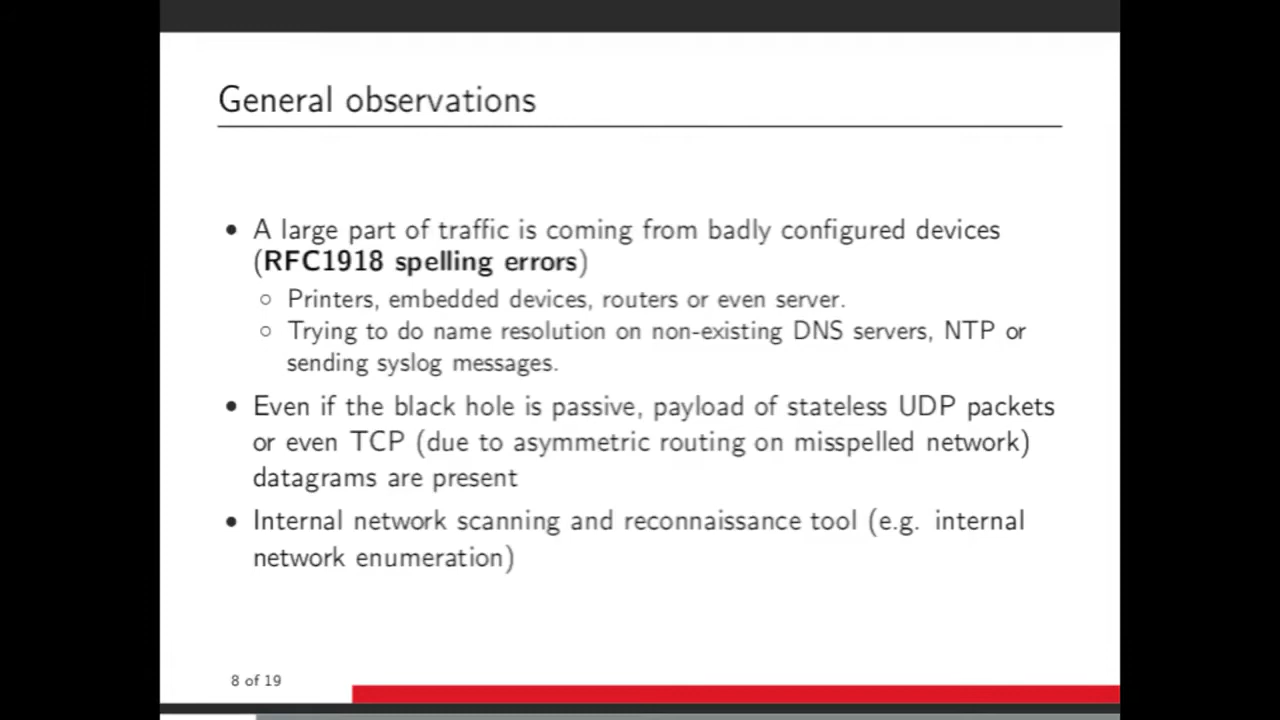 General observations
• A large part of traffic is coming from badly configured devices
(RFC1918 spelling errors)
○ Printers, embedded devices, routers or even server.
○ Trying to do name resolution on non-existing DNS servers, NTP or
sending syslog messages.
• Even if the black hole is passive, payload of stateless UDP packets
or even TCP (due to asymmetric routing on misspelled network)
datagrams are present
• Internal network scanning and reconnaissance tool (e.g. internal
network enumeration)
8 of 19